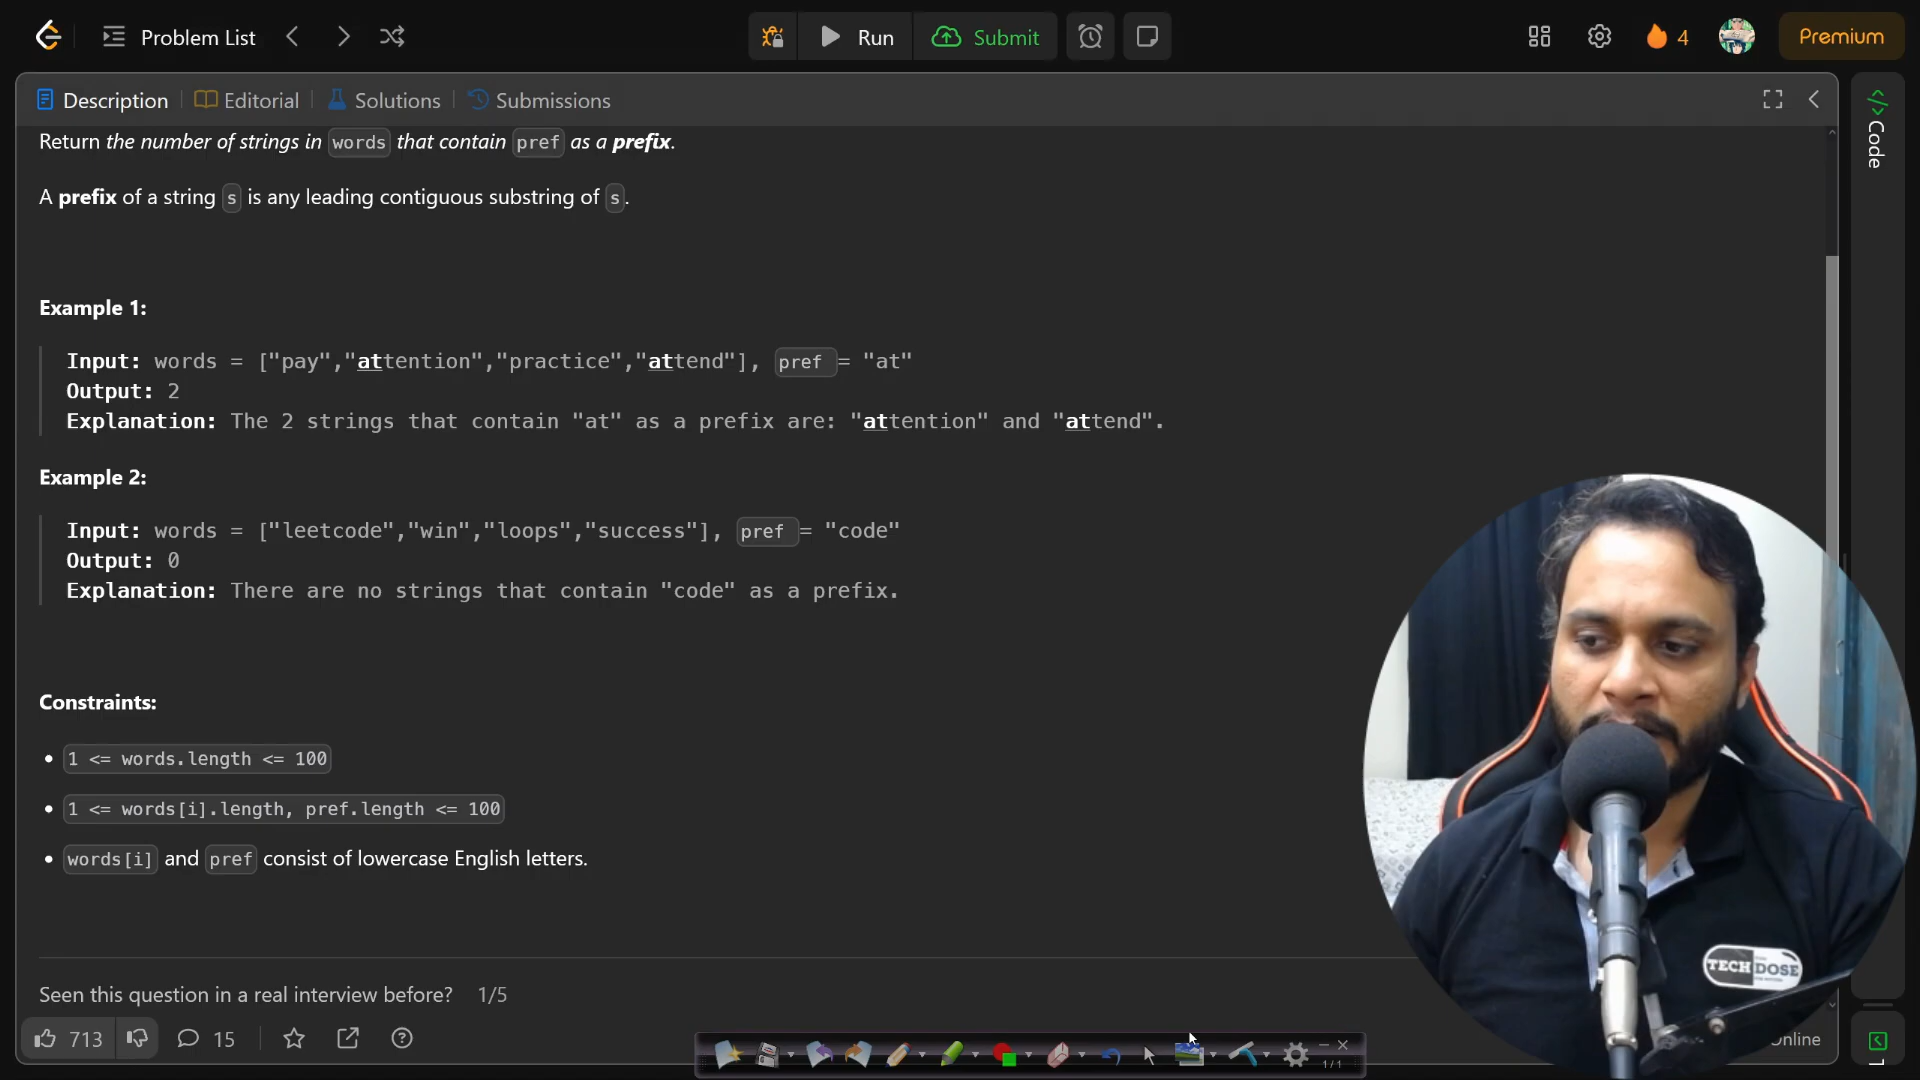 Problem List
Run
Submit
4
Premium
Description
Editorial
Solutions
Submissions
Code
Return the number of strings in words that contain pref as a prefix.
A prefix of a string s is any leading contiguous substring of s.
Example 1:
Input: words = ["pay","attention","practice","attend"], pref = "at"
Output: 2
Explanation: The 2 strings that contain "at" as a prefix are: "attention" and "attend".
Example 2:
Input: words = ["leetcode","win","loops","success"], pref = "code"
Output: 0
Explanation: There are no strings that contain "code" as a prefix.
Constraints:
• 1 <= words.length <= 100
• 1 <= words[i].length, pref.length <= 100
• words[i] and pref consist of lowercase English letters.
Seen this question in a real interview before? 1/5
713
15
1/1
Online
TECH DOSE